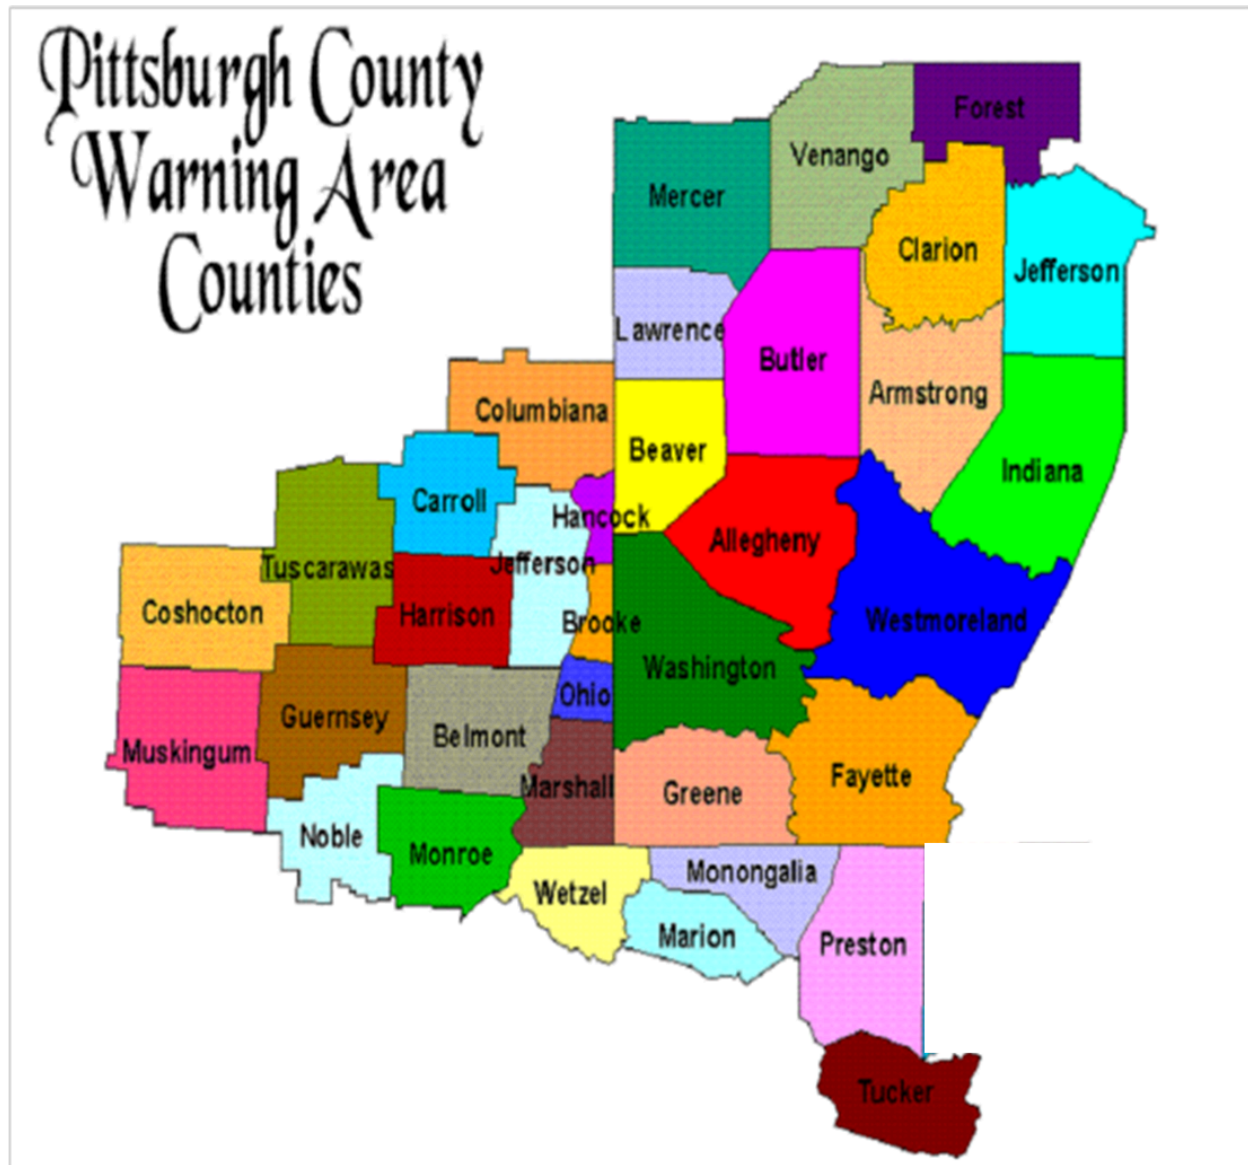 Pittsburgh County
Warning Area
Counties
Forest
Venango
Mercer
Clarion
Jefferson
Lawrence
Butler
Armstrong
Columbiana
Beaver
Indiana
Carroll
Hancock
Allegheny
Jefferson
Tuscarawas
Coshocton
Harrison
Brooke
Westmoreland
Washington
Ohio
Guernsey
Belmont
Muskingum
Marshall
Greene
Fayette
Noble
Monroe
Monongalia
Wetzel
Marion
Preston
Tucker